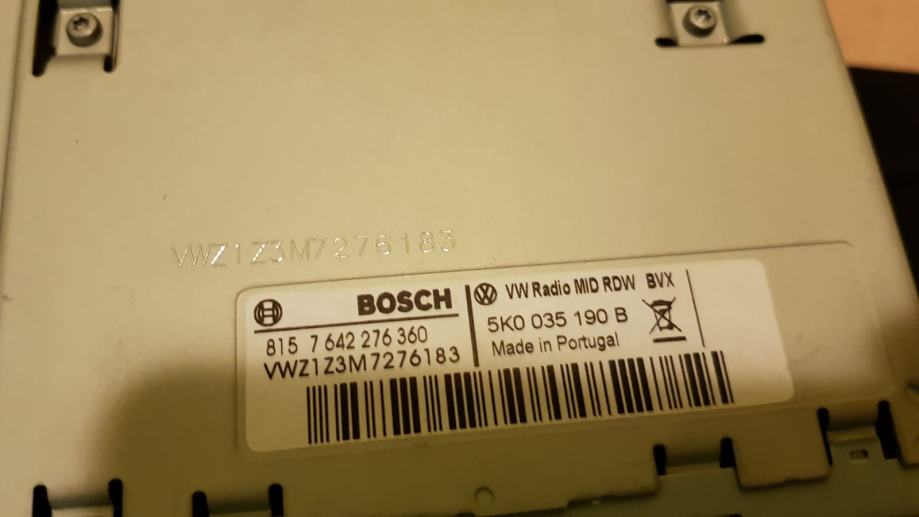 VWZ1Z3M7276183
BOSCH
815 7 642 276 360
VWZ1Z3M7276183
VW Radio MID RDW BVX
5K0 035 190 B
Made in Portugal